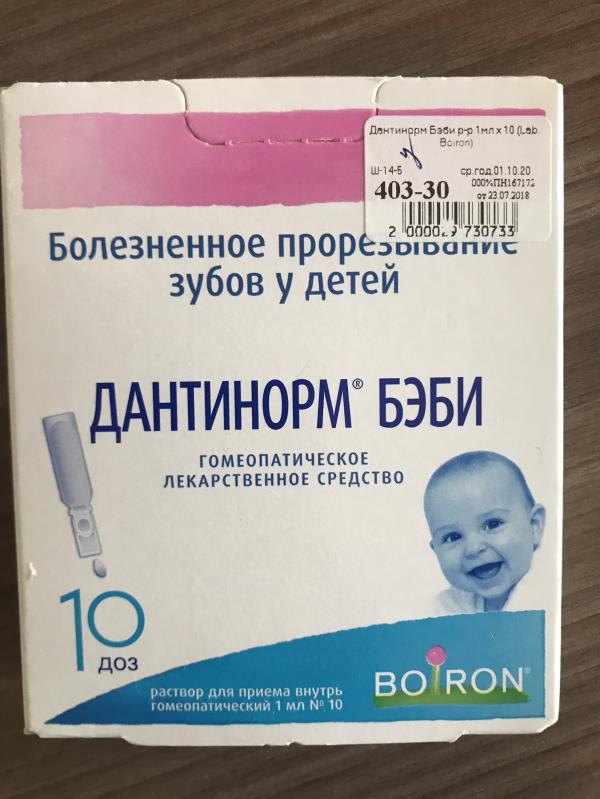 Дантинорм Бэби р-р 1мл х 10 (Lab.
Boiron)
Ш-14-5
ср.год.01.10.20
403-30
000%ПН167172
от 23.07.2018
2 000029 730733
Болезненное прорезывание
зубов у детей
ДАНТИНОРМ® БЭБИ
ГОМЕОПАТИЧЕСКОЕ
ЛЕКАРСТВЕННОЕ СРЕДСТВО
10
доз
раствор для приема внутрь
гомеопатический 1 мл № 10
BOIRON®